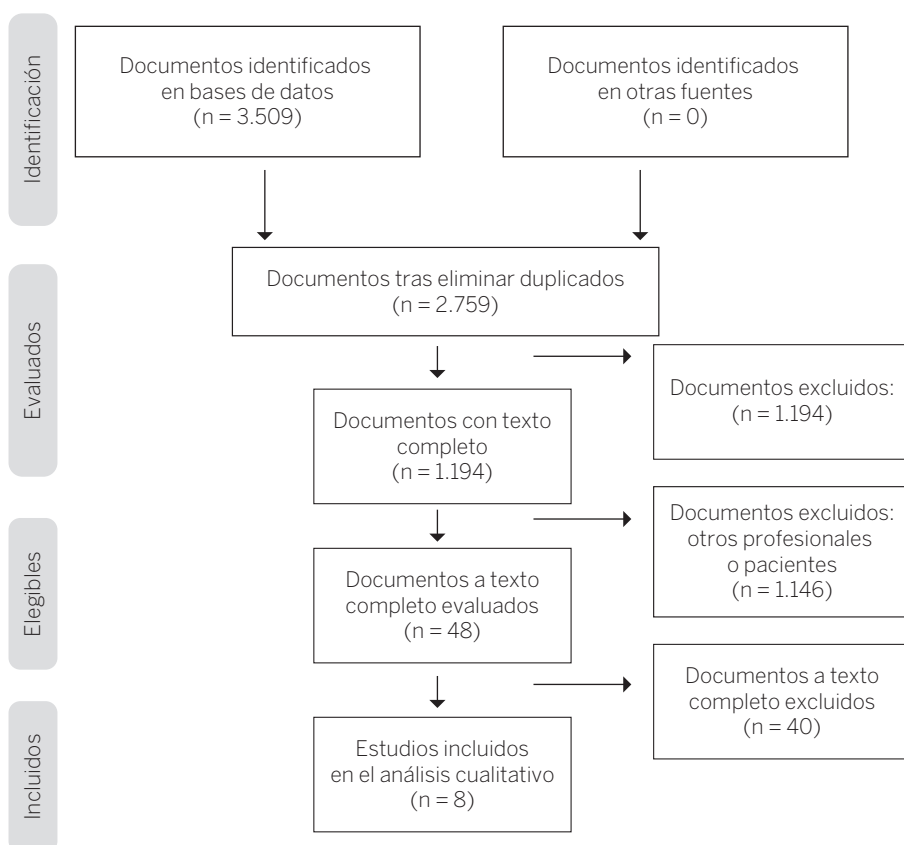 Identificación
Documentos identificados
en bases de datos
(n = 3.509)
Documentos identificados
en otras fuentes
(n = 0)
Evaluados
Documentos tras eliminar duplicados
(n = 2.759)
Documentos con texto
completo
(n = 1.194)
Documentos excluidos:
(n = 1.194)
Elegibles
Documentos excluidos:
otros profesionales
o pacientes
(n = 1.146)
Documentos a texto
completo evaluados
(n = 48)
Incluidos
Documentos a texto
completo excluidos
(n = 40)
Estudios incluidos
en el análisis cualitativo
(n = 8)